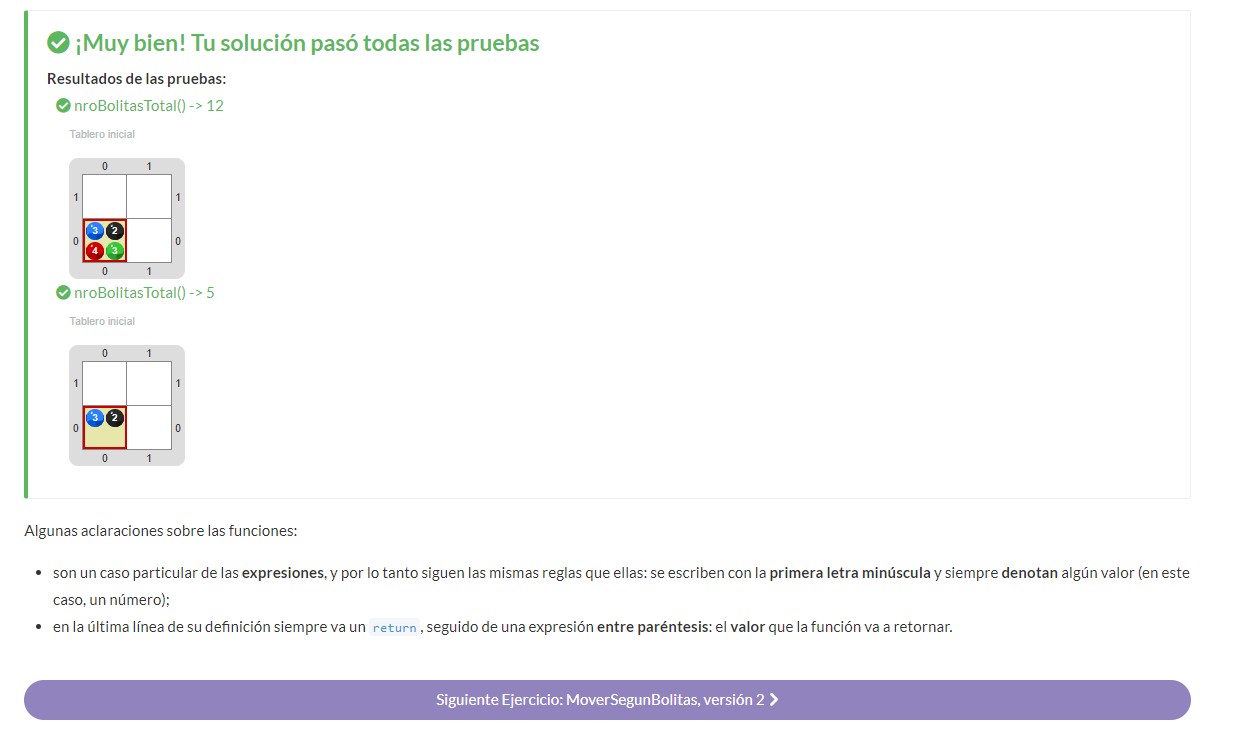 ¡Muy bien! Tu solución pasó todas las pruebas
Resultados de las pruebas:
nroBolitasTotal() -> 12
Tablero inicial
0 1
1 1
3 2
0 0
4 3
0 1
nroBolitasTotal() -> 5
Tablero inicial
0 1
1 1
3 2
0 0
0 1
Algunas aclaraciones sobre las funciones:
• son un caso particular de las expresiones, y por lo tanto siguen las mismas reglas que ellas: se escriben con la primera letra minúscula y siempre denotan algún valor (en este
caso, un número);
• en la última línea de su definición siempre va un return, seguido de una expresión entre paréntesis: el valor que la función va a retornar.
Siguiente Ejercicio: MoverSegunBolitas, versión 2